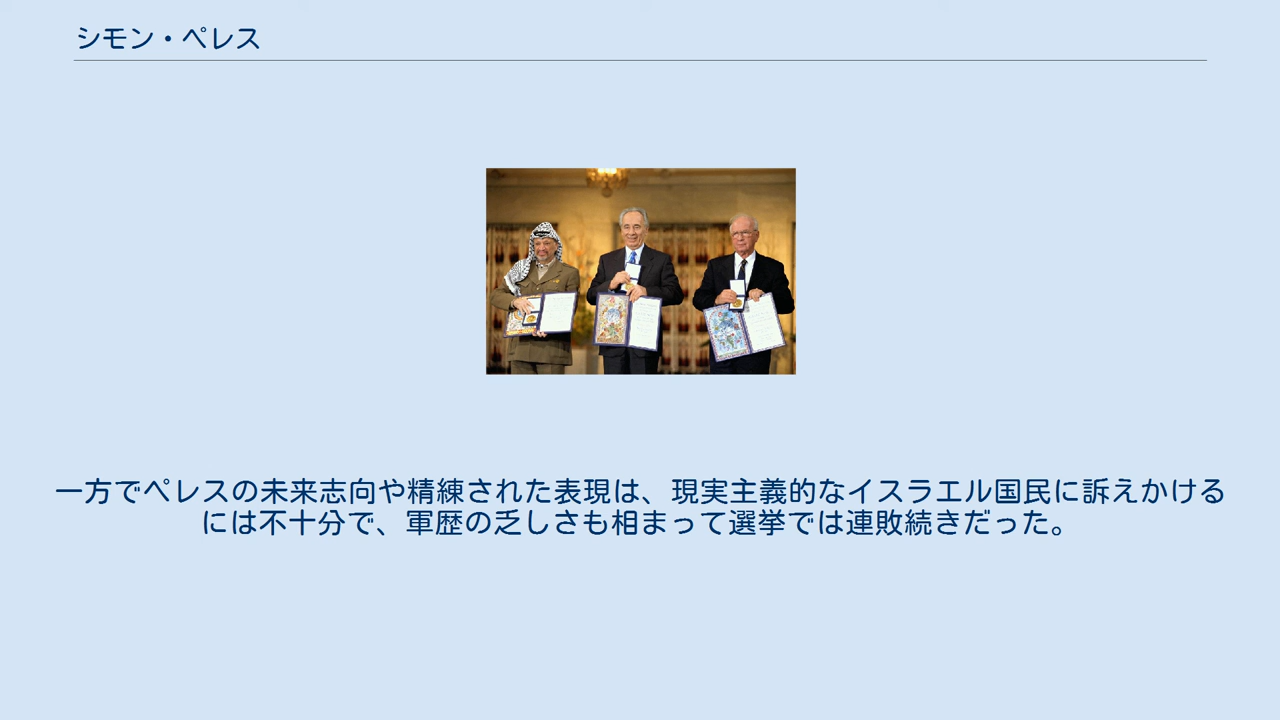 シモン・ペレス
一方でペレスの未来志向や精練された表現は、現実主義的なイスラエル国民に訴えかける
には不十分で、軍歴の乏しさも相まって選挙では連敗続きだった。